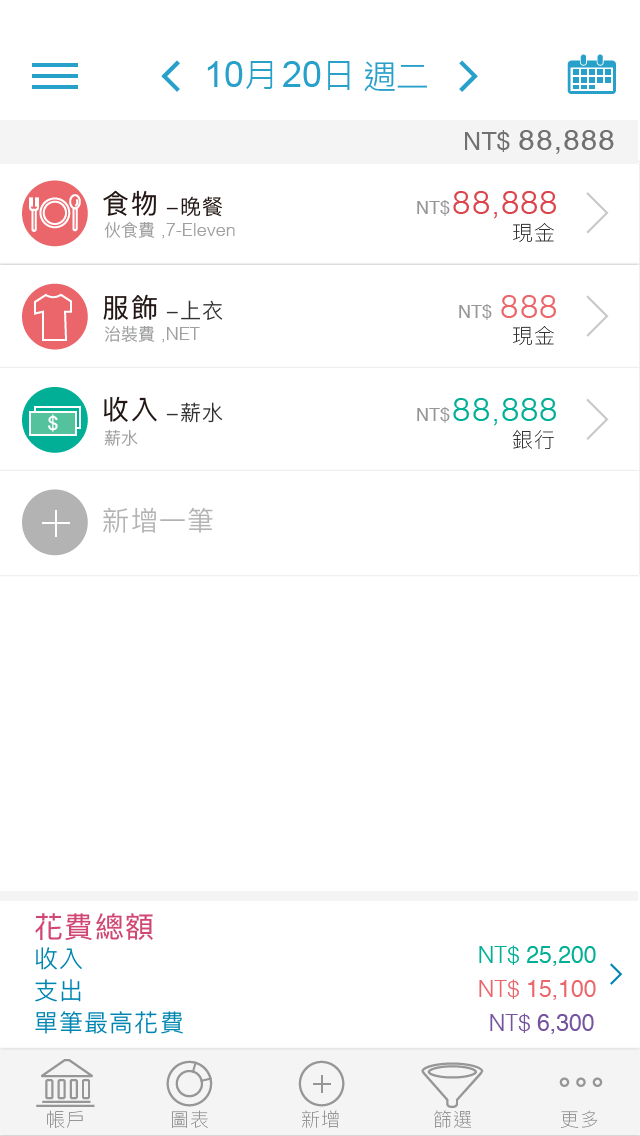 10月20日 週二
NT$ 88,888
食物 –晚餐
NT$88,888
伙食費 ,7-Eleven
現金
服飾 –上衣
NT$ 888
治裝費 ,NET
現金
收入 –薪水
NT$88,888
薪水
銀行
$
新增一筆
花費總額
收入 NT$ 25,200
支出 NT$ 15,100
單筆最高花費 NT$ 6,300
帳戶 圖表 新增 篩選 更多